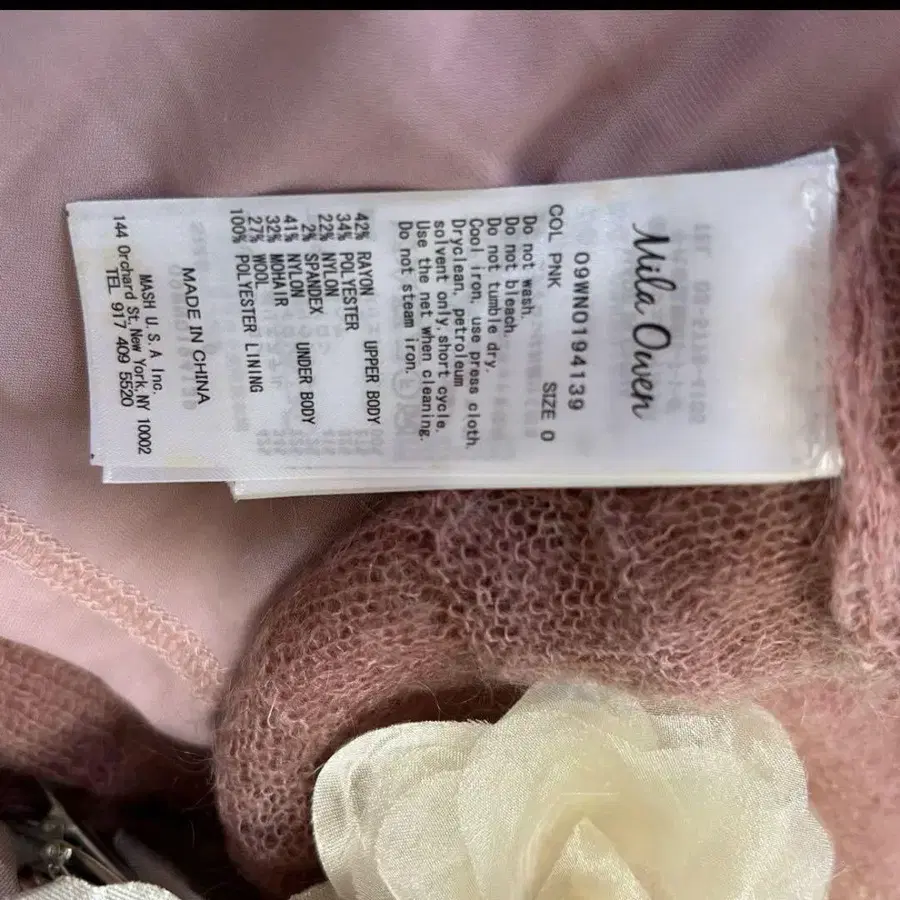 Mila Owen
09WN0194139
COL PNK SIZE 0
Do not wash.
Do not bleach.
Do not tumble dry.
Cool iron, use press cloth.
Dryclean, petroleum
solvent only, short cycle.
Use the net when cleaning.
Do not steam iron.
42% RAYON UPPER BODY
34% POLYESTER
22% NYLON
2% SPANDEX
41% NYLON UNDER BODY
32% MOHAIR
27% WOOL
100% POLYESTER LINING
MADE IN CHINA
MASH U.S.A Inc.
144 Orchard St. New York, NY 10002
TEL 917 409 5520